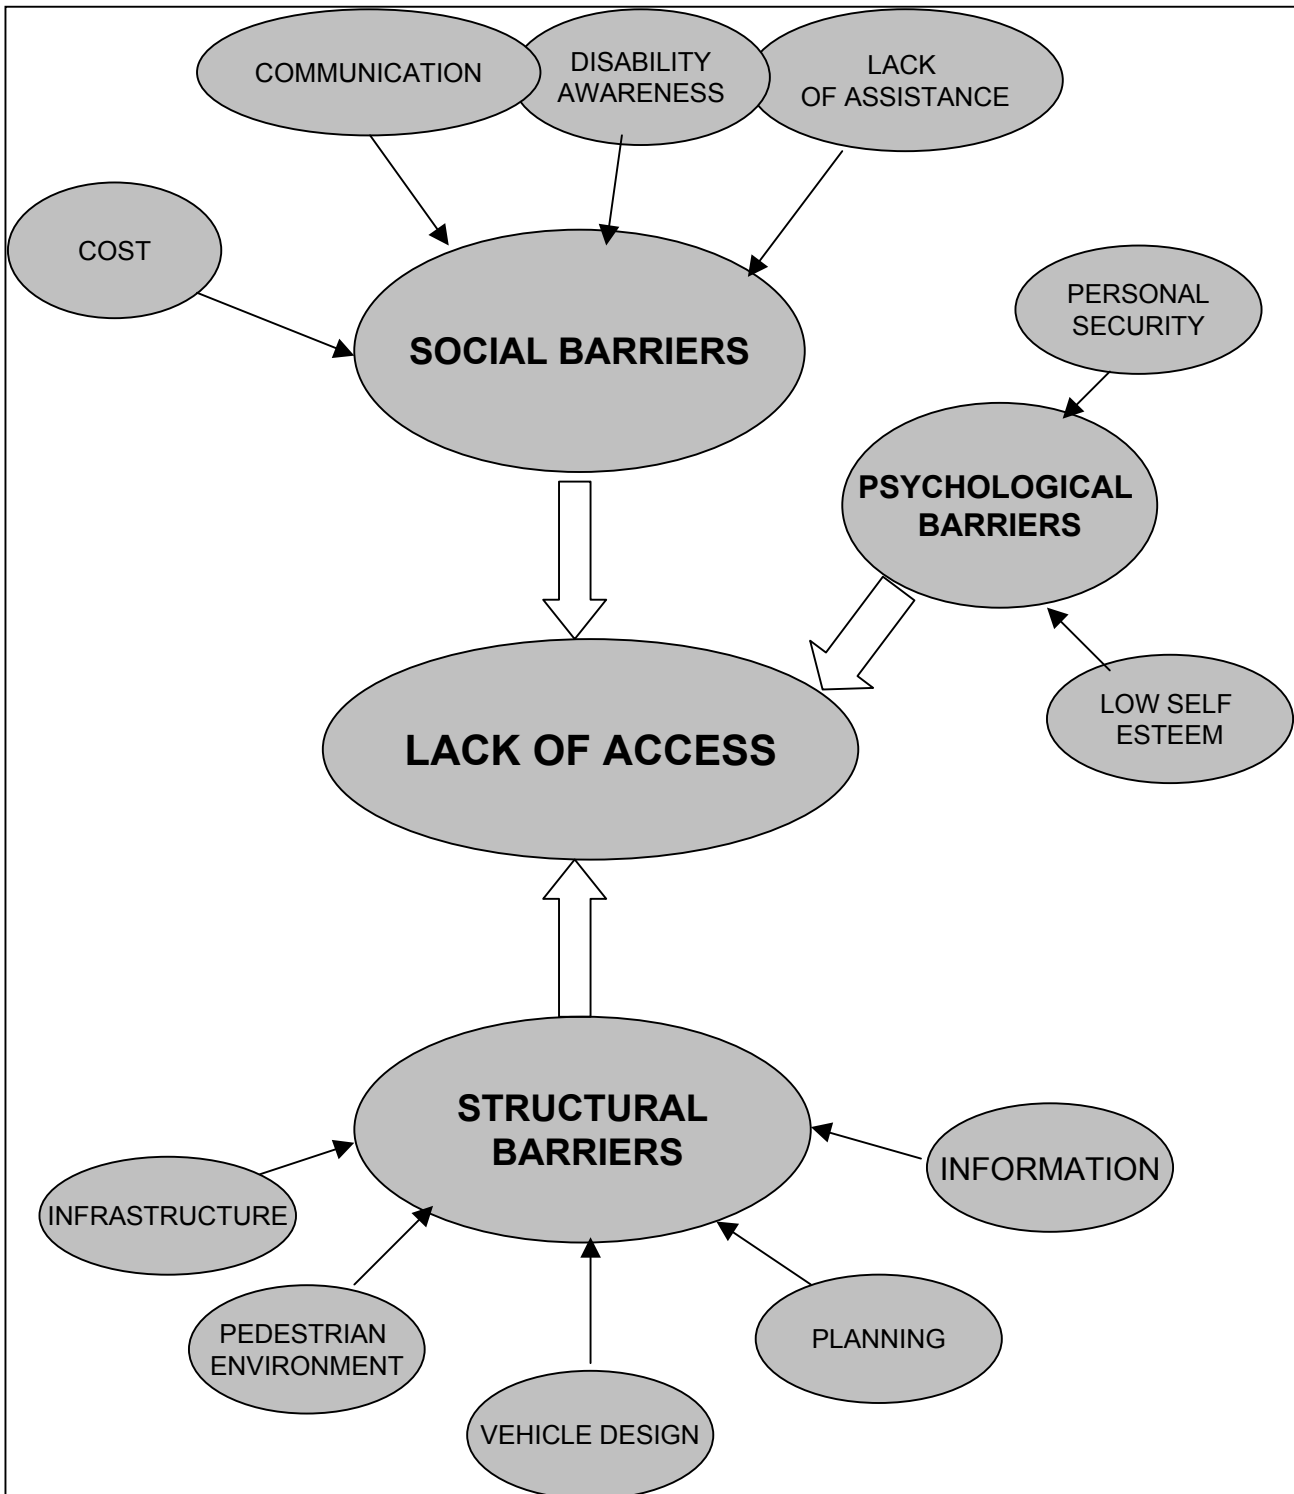 COMMUNICATION
DISABILITY
AWARENESS
LACK
OF ASSISTANCE
COST
SOCIAL BARRIERS
PERSONAL
SECURITY
PSYCHOLOGICAL
BARRIERS
LOW SELF
ESTEEM
LACK OF ACCESS
STRUCTURAL
BARRIERS
INFORMATION
INFRASTRUCTURE
PEDESTRIAN
ENVIRONMENT
PLANNING
VEHICLE DESIGN